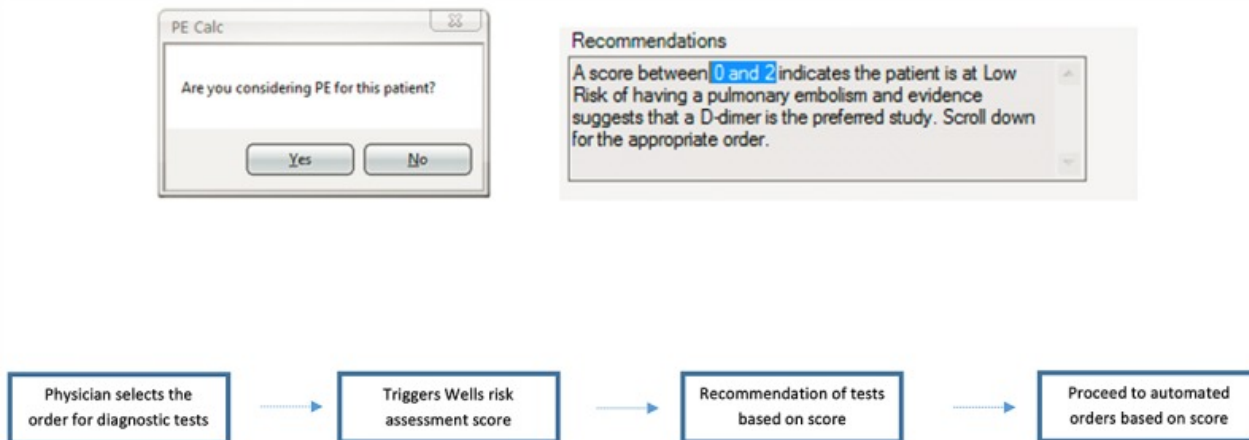 PE Calc
Are you considering PE for this patient?
Yes
No
Recommendations
A score between 0 and 2 indicates the patient is at Low
Risk of having a pulmonary embolism and evidence
suggests that a D-dimer is the preferred study. Scroll down
for the appropriate order.
Physician selects the
order for diagnostic tests
Triggers Wells risk
assessment score
Recommendation of tests
based on score
Proceed to automated
orders based on score